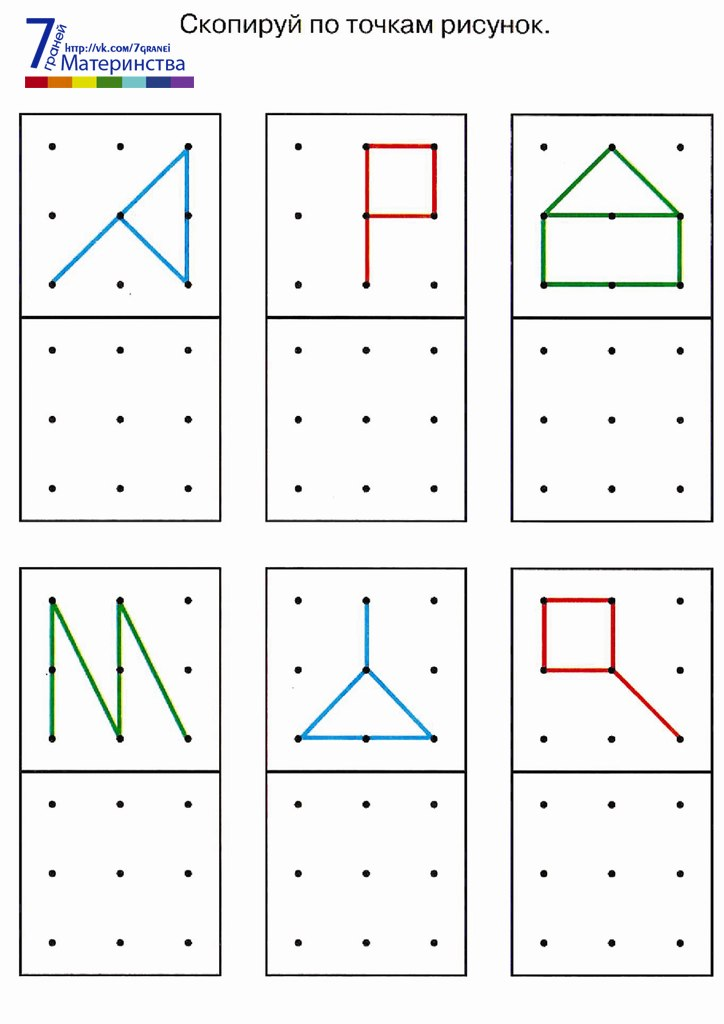 Скопируй по точкам рисунок.
7 граней
http://vk.com/7granei
Материнства